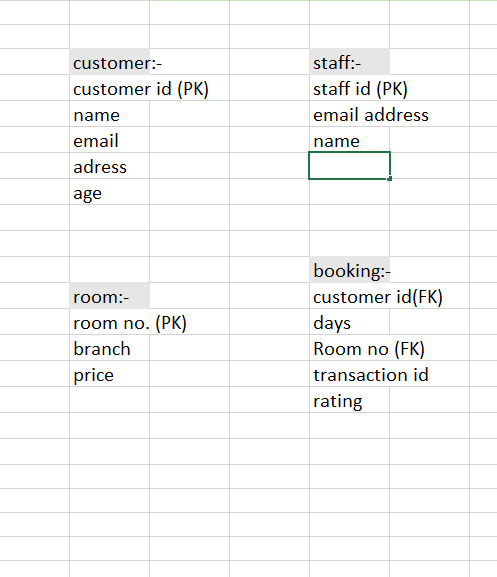 customer:-
customer id (PK)
name
email
adress
age
staff:-
staff id (PK)
email address
name
room:-
room no. (PK)
branch
price
booking:-
customer id(FK)
days
Room no (FK)
transaction id
rating